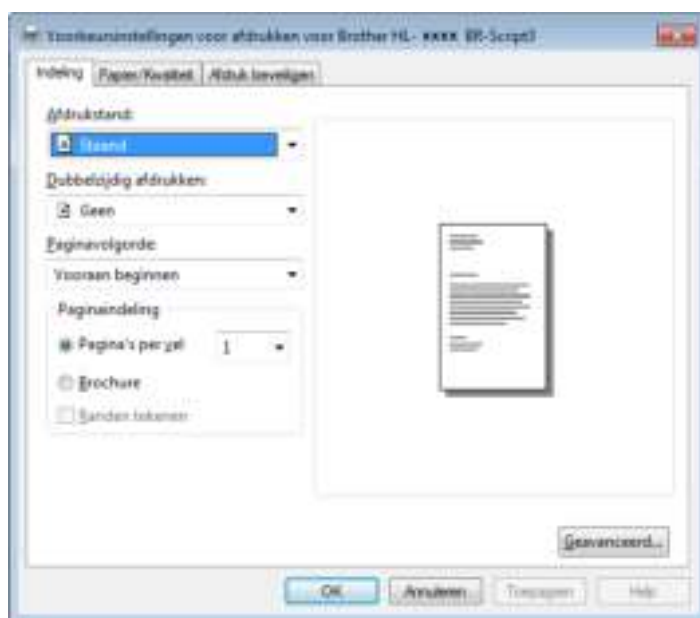 Voorkeursinstellingen voor afdrukken voor Brother HL- #### BR-Script3
Indeling Papier/Kwaliteit Afdruk beveiligen
Afdrukstand:
Staand
Dubbelzijdig afdrukken:
Geen
Paginavolgorde:
Vooraan beginnen
Paginaindeling
Pagina's per vel 1
Brochure
Randen tekenen
Geavanceerd...
OK Annuleren Toepassen Help